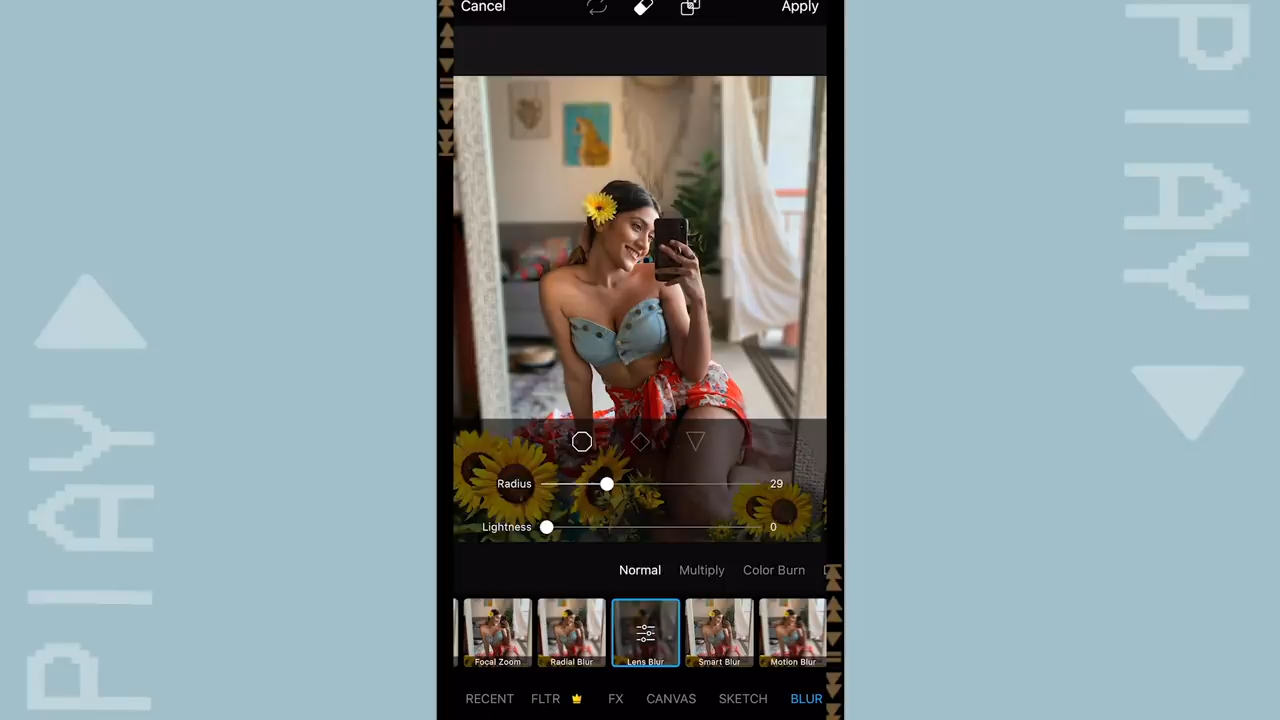 Cancel
Apply
PlAY
PlAY
Radius
29
Lightness
0
Normal
Multiply
Color Burn
Focal Zoom
Radial Blur
Lens Blur
Smart Blur
Motion Blur
RECENT
FLTR
FX
CANVAS
SKETCH
BLUR